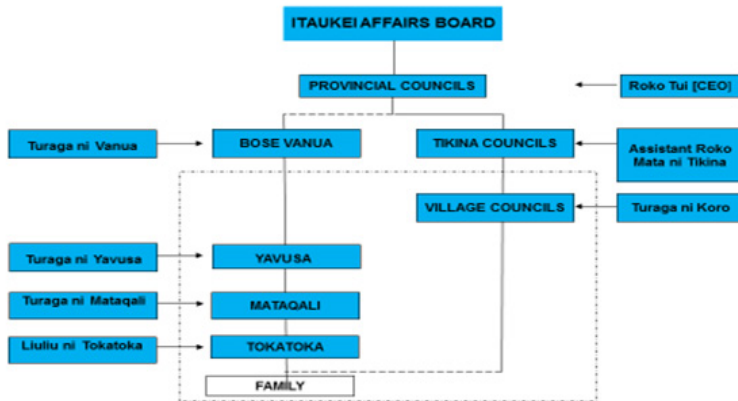 ITAUKEI AFFAIRS BOARD
PROVINCIAL COUNCILS
Roko Tui [CEO]
Turaga ni Vanua
BOSE VANUA
TIKINA COUNCILS
Assistant Roko
Mata ni Tikina
VILLAGE COUNCILS
Turaga ni Koro
Turaga ni Yavusa
YAVUSA
Turaga ni Mataqali
MATAQALI
Liuliu ni Tokatoka
TOKATOKA
FAMILY